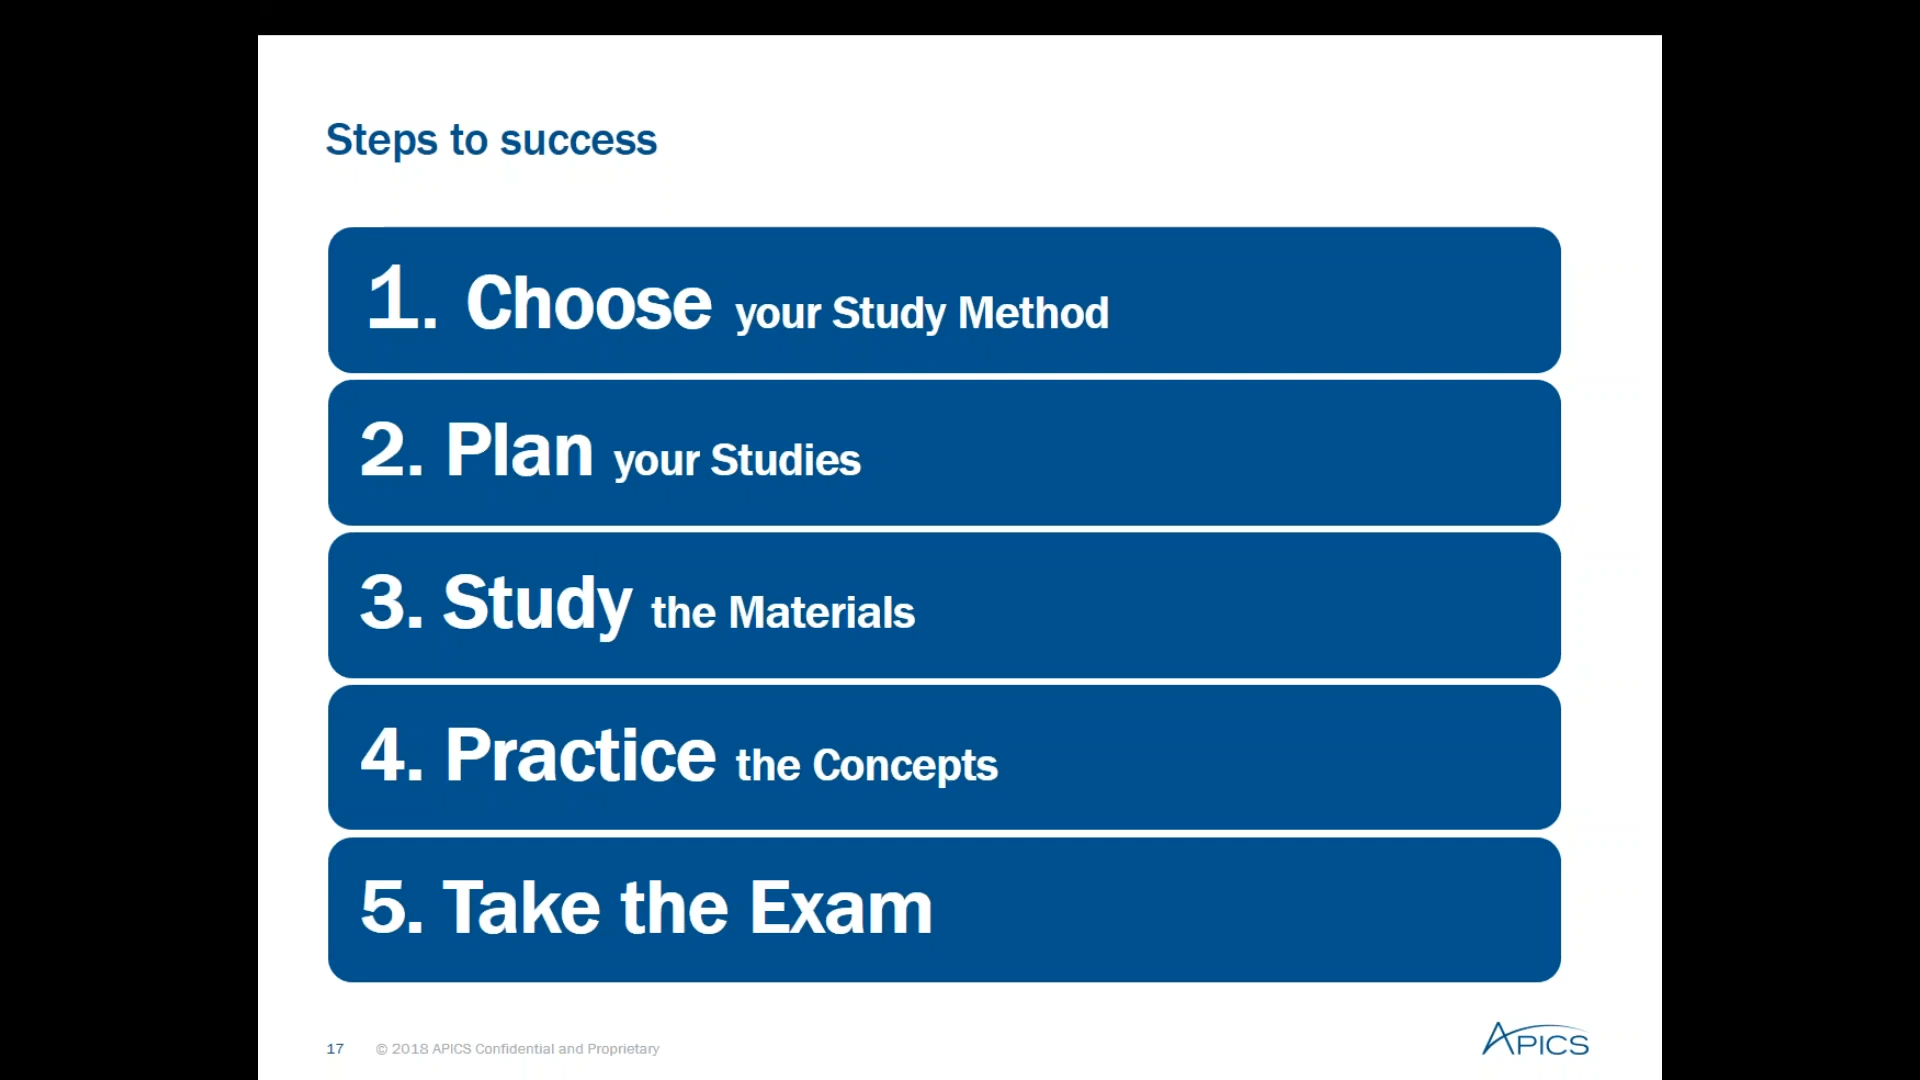 Steps to success
1. Choose your Study Method
2. Plan your Studies
3. Study the Materials
4. Practice the Concepts
5. Take the Exam
17 © 2018 APICS Confidential and Proprietary
APICS